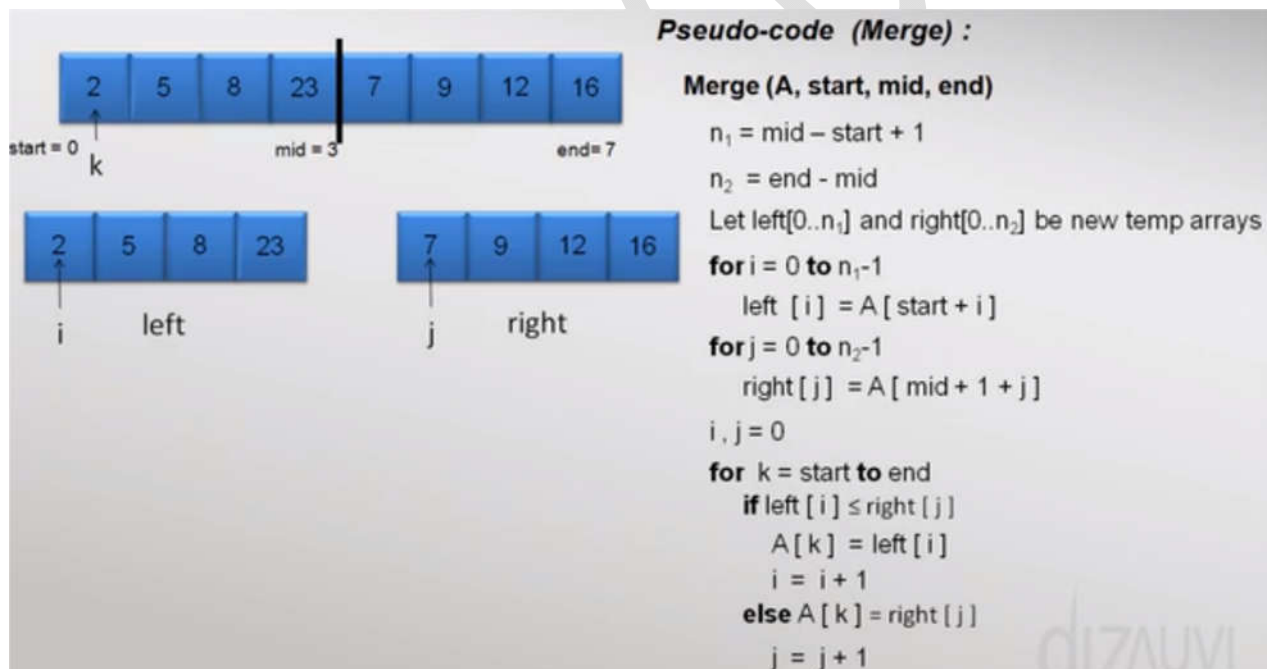 Pseudo-code (Merge) :
2 5 8 23 7 9 12 16
start = 0 mid = 3 end= 7
k
2 5 8 23
i left
7 9 12 16
j right
Merge (A, start, mid, end)
n₁ = mid – start + 1
n₂ = end - mid
Let left[0..n₁] and right[0..n₂] be new temp arrays
for i = 0 to n₁-1
left [ i ] = A [ start + i ]
for j = 0 to n₂-1
right [ j ] = A [ mid + 1 + j ]
i , j = 0
for k = start to end
if left [ i ] ≤ right [ j ]
A [ k ] = left [ i ]
i = i + 1
else A [ k ] = right [ j ]
j = j + 1